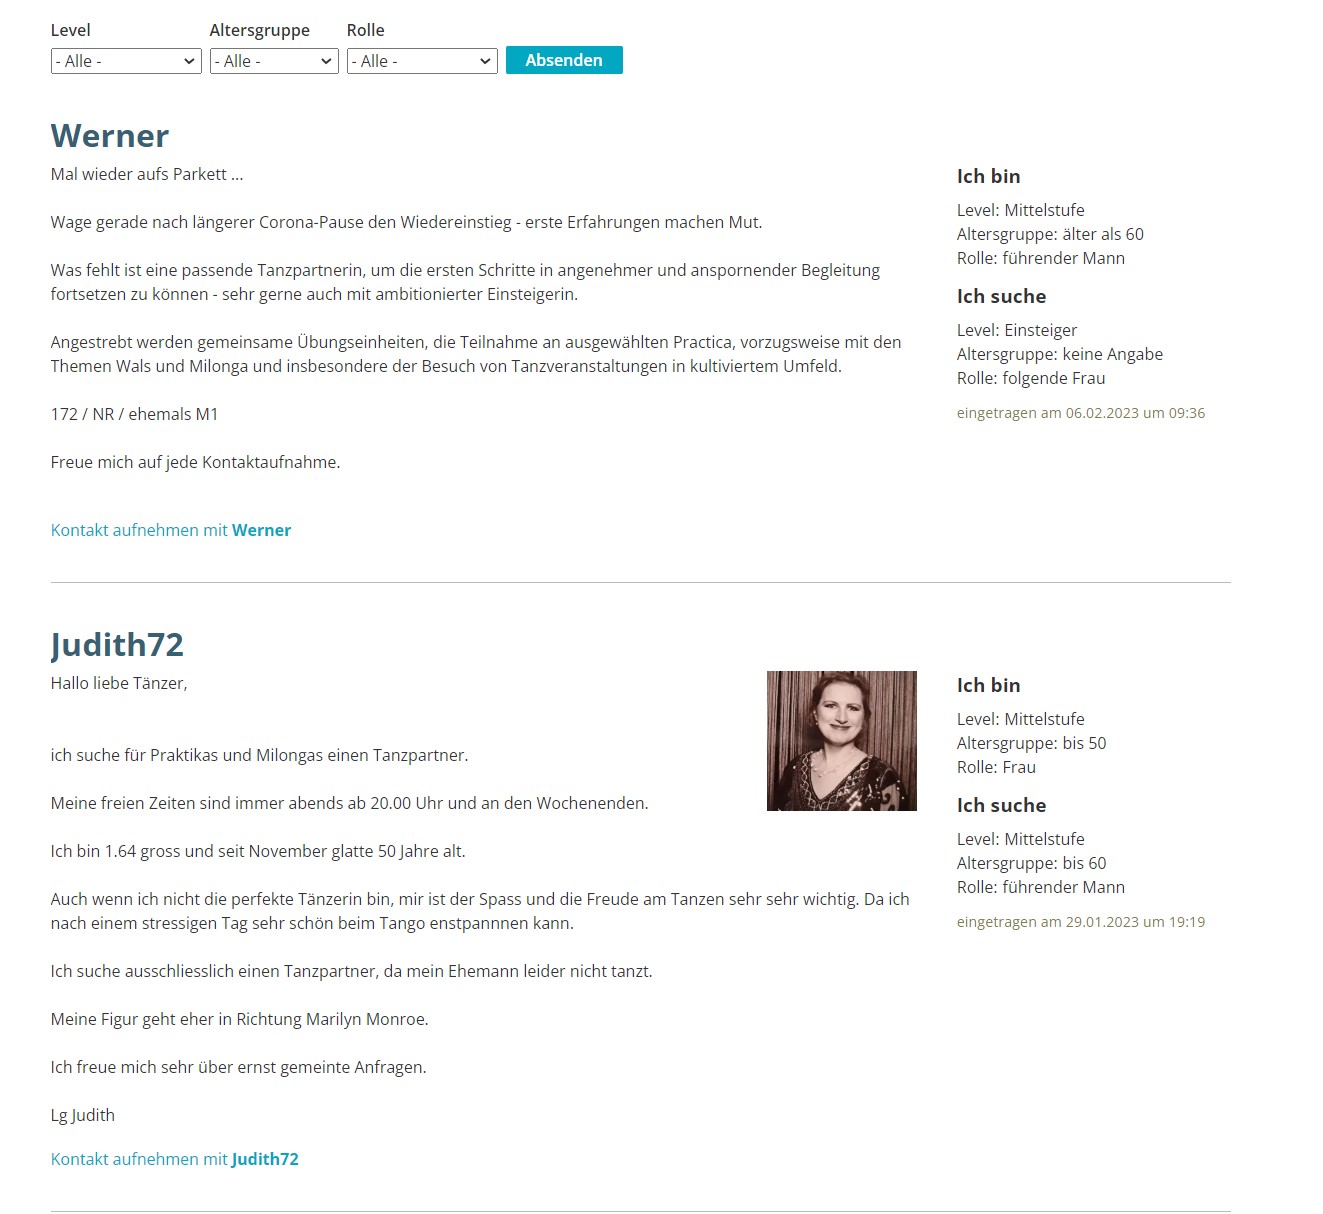 Level Altersgruppe Rolle
- Alle - - Alle - - Alle - Absenden
Werner
Mal wieder aufs Parkett ...
Wage gerade nach längerer Corona-Pause den Wiedereinstieg - erste Erfahrungen machen Mut.
Was fehlt ist eine passende Tanzpartnerin, um die ersten Schritte in angenehmer und anspornender Begleitung
fortsetzen zu können - sehr gerne auch mit ambitionierter Einsteigerin.
Angestrebt werden gemeinsame Übungseinheiten, die Teilnahme an ausgewählten Practica, vorzugsweise mit den
Themen Wals und Milonga und insbesondere der Besuch von Tanzveranstaltungen in kultiviertem Umfeld.
172 / NR / ehemals M1
Freue mich auf jede Kontaktaufnahme.
Kontakt aufnehmen mit Werner
Ich bin
Level: Mittelstufe
Altersgruppe: älter als 60
Rolle: führender Mann
Ich suche
Level: Einsteiger
Altersgruppe: keine Angabe
Rolle: folgende Frau
eingetragen am 06.02.2023 um 09:36
Judith72
Hallo liebe Tänzer,
ich suche für Praktikas und Milongas einen Tanzpartner.
Meine freien Zeiten sind immer abends ab 20.00 Uhr und an den Wochenenden.
Ich bin 1.64 gross und seit November glatte 50 Jahre alt.
Auch wenn ich nicht die perfekte Tänzerin bin, mir ist der Spass und die Freude am Tanzen sehr sehr wichtig. Da ich
nach einem stressigen Tag sehr schön beim Tango enstpannnen kann.
Ich suche ausschliesslich einen Tanzpartner, da mein Ehemann leider nicht tanzt.
Meine Figur geht eher in Richtung Marilyn Monroe.
Ich freue mich sehr über ernst gemeinte Anfragen.
Lg Judith
Kontakt aufnehmen mit Judith72
Ich bin
Level: Mittelstufe
Altersgruppe: bis 50
Rolle: Frau
Ich suche
Level: Mittelstufe
Altersgruppe: bis 60
Rolle: führender Mann
eingetragen am 29.01.2023 um 19:19